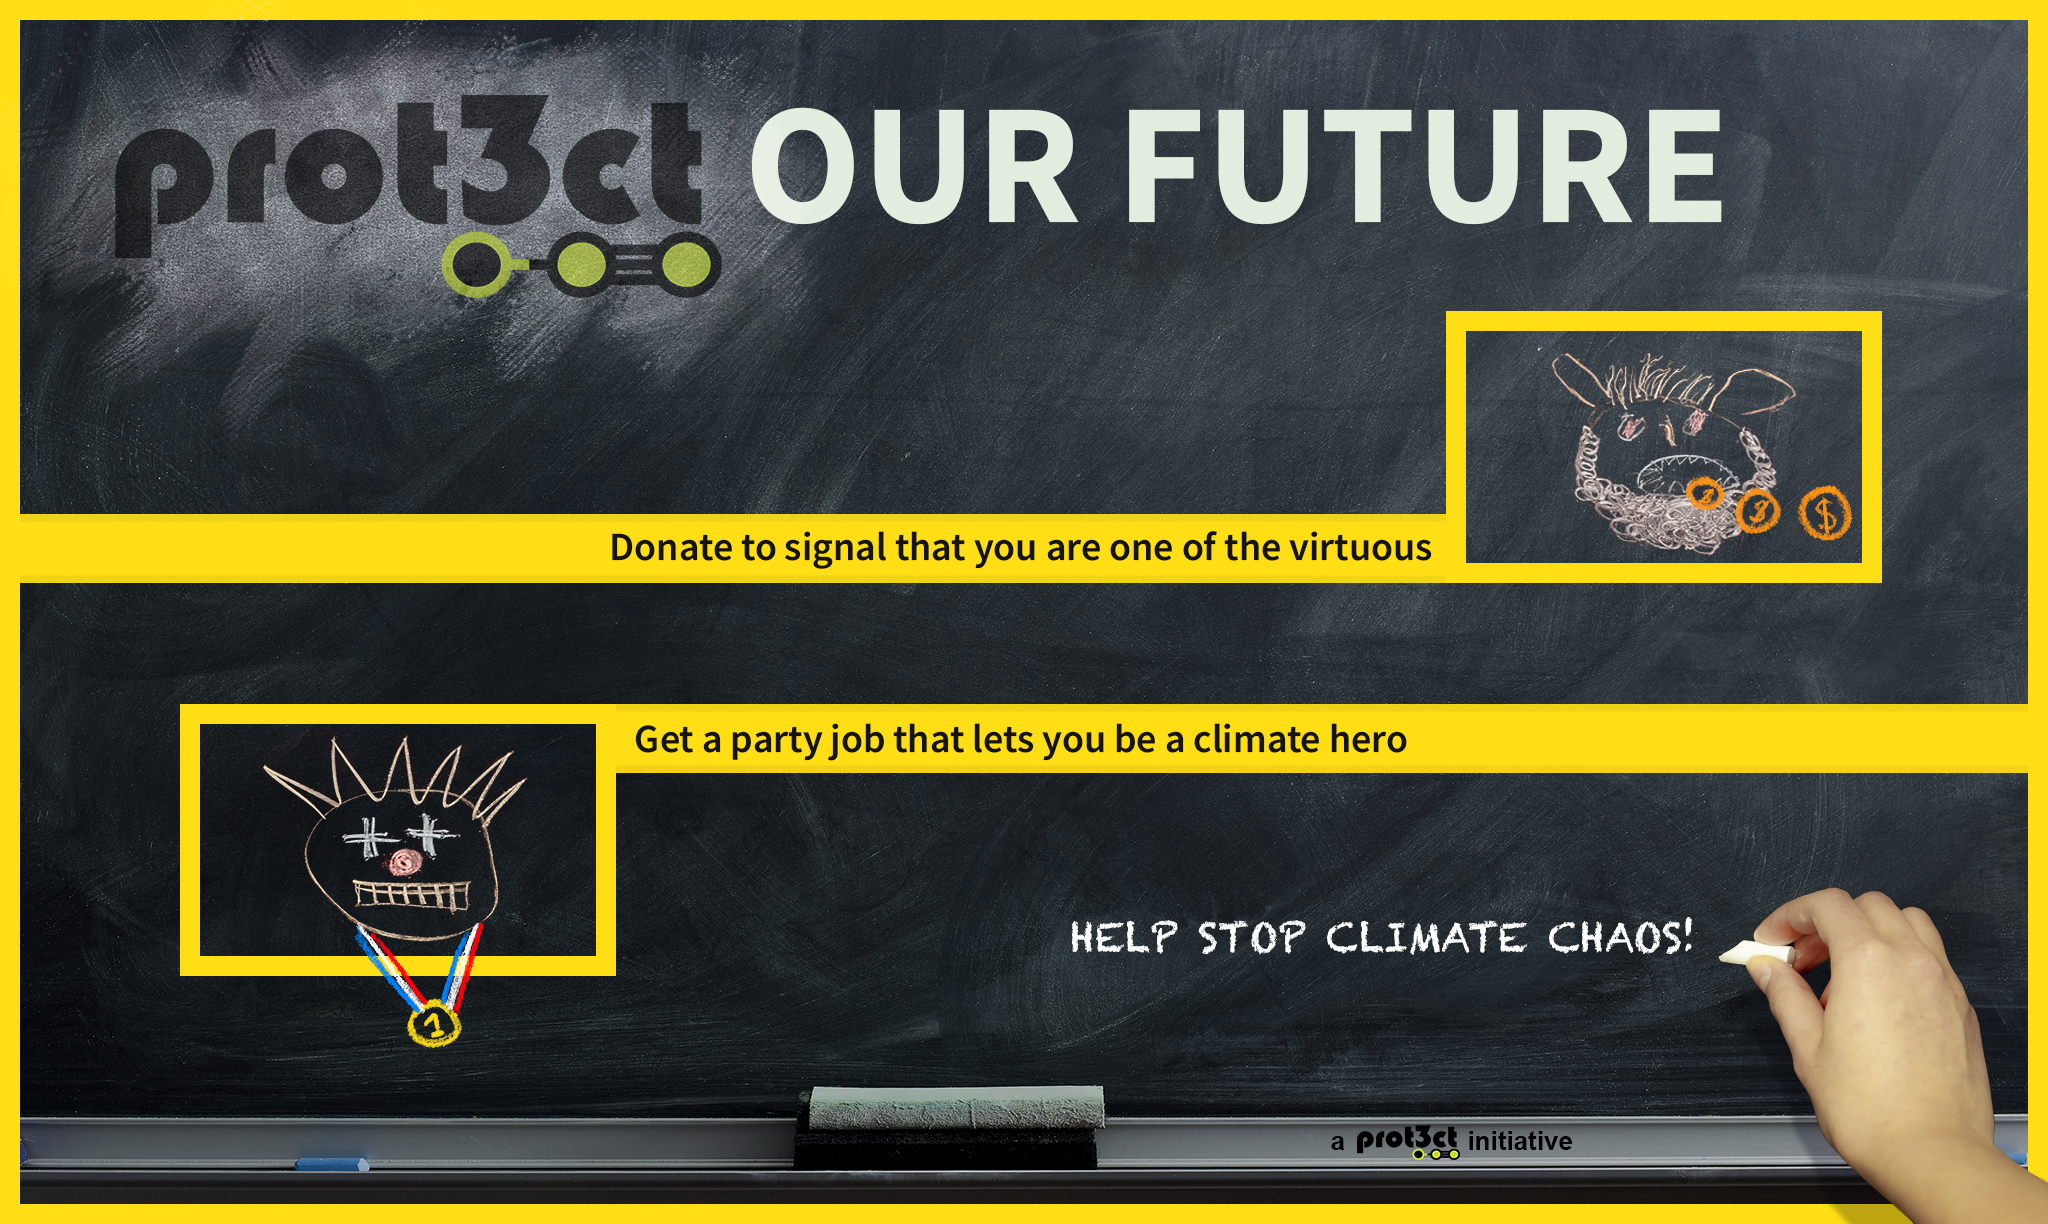 prot3ct OUR FUTURE
$ $ $
Donate to signal that you are one of the virtuous
Get a party job that lets you be a climate hero
HELP STOP CLIMATE CHAOS!
1
a prot3ct initiative